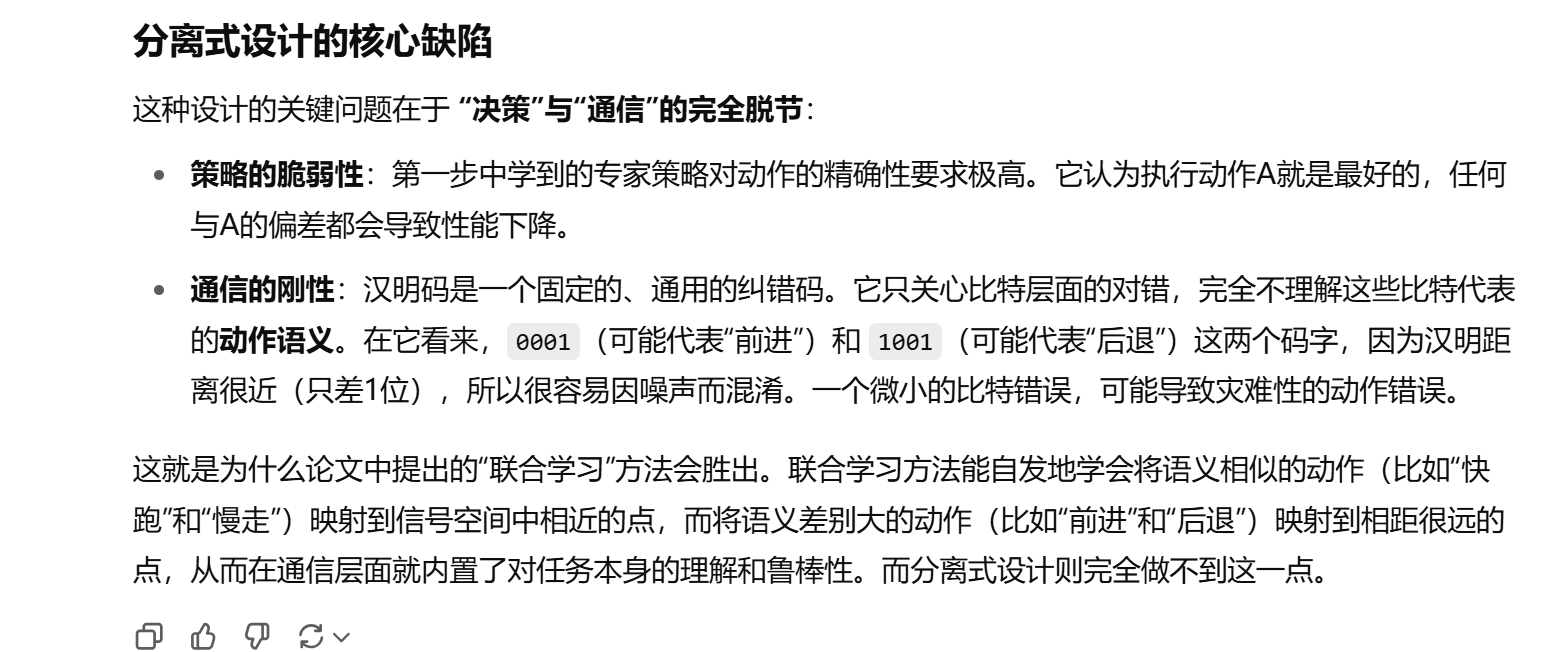 分离式设计的核心缺陷
这种设计的关键问题在于 “决策”与“通信”的完全脱节：
• 策略的脆弱性：第一步中学到的专家策略对动作的精确性要求极高。它认为执行动作A就是最好的，任何
与A的偏差都会导致性能下降。
• 通信的刚性：汉明码是一个固定的、通用的纠错码。它只关心比特层面的对错，完全不理解这些比特代表
的动作语义。在它看来， 0001 （可能代表“前进”）和 1001 （可能代表“后退”）这两个码字，因为汉明距
离很近（只差1位），所以很容易因噪声而混淆。一个微小的比特错误，可能导致灾难性的动作错误。
这就是为什么论文中提出的“联合学习”方法会胜出。联合学习方法能自发地学会将语义相似的动作（比如“快
跑”和“慢走”）映射到信号空间中相近的点，而将语义差别大的动作（比如“前进”和“后退”）映射到相距很远的
点，从而在通信层面就内置了对任务本身的理解和鲁棒性。而分离式设计则完全做不到这一点。